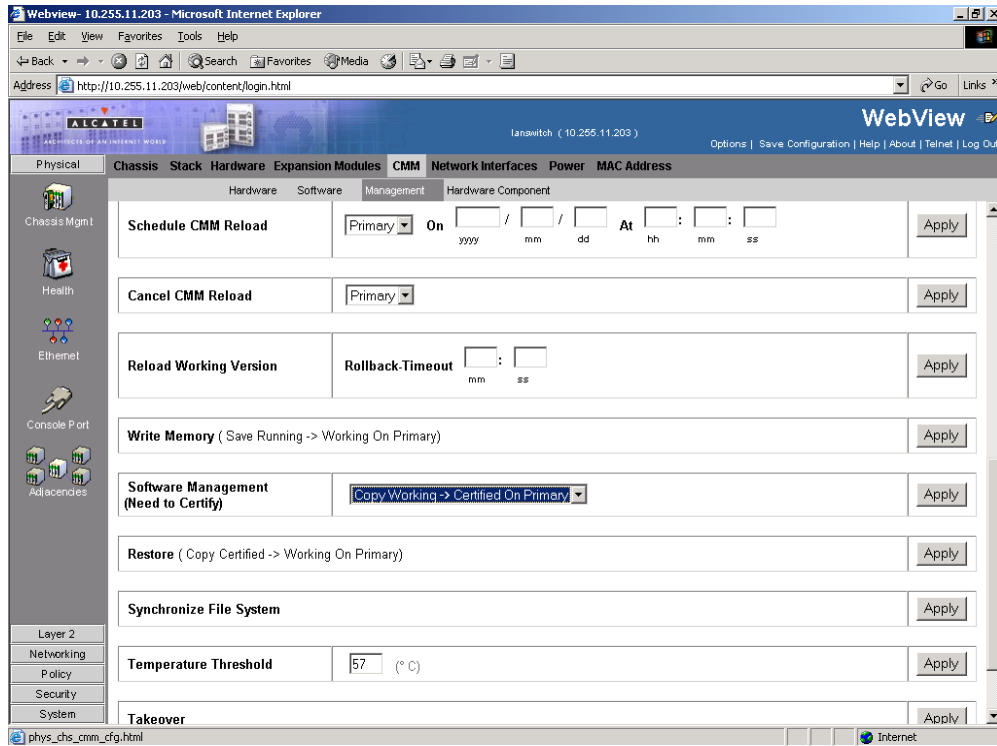 Webview- 10.255.11.203 - Microsoft Internet Explorer
File Edit View Favorites Tools Help
Back Search Favorites Media
Address http://10.255.11.203/web/content/login.html Go Links »
ALCATEL
ARCHITECTS OF AN INTERNET WORLD
lanswitch ( 10.255.11.203 )
WebView
Options | Save Configuration | Help | About | Telnet | Log Out
Physical
Chassis Stack Hardware Expansion Modules CMM Network Interfaces Power MAC Address
Hardware Software Management Hardware Component
Chassis Mgmt
Health
Ethernet
Console Port
Adjacencies
Layer 2
Networking
Policy
Security
System
Schedule CMM Reload Primary On / / At : : Apply
yyyy mm dd hh mm ss
Cancel CMM Reload Primary Apply
Reload Working Version Rollback-Timeout : Apply
mm ss
Write Memory ( Save Running -> Working On Primary) Apply
Software Management
(Need to Certify) Copy Working -> Certified On Primary Apply
Restore ( Copy Certified -> Working On Primary) Apply
Synchronize File System Apply
Temperature Threshold 57 (° C) Apply
Takeover Apply
phys_chs_cmm_cfg.html Internet